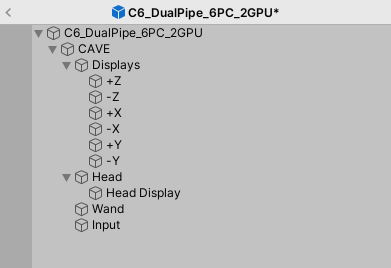 C6_DualPipe_6PC_2GPU*
C6_DualPipe_6PC_2GPU
CAVE
Displays
+Z
-Z
+X
-X
+Y
-Y
Head
Head Display
Wand
Input